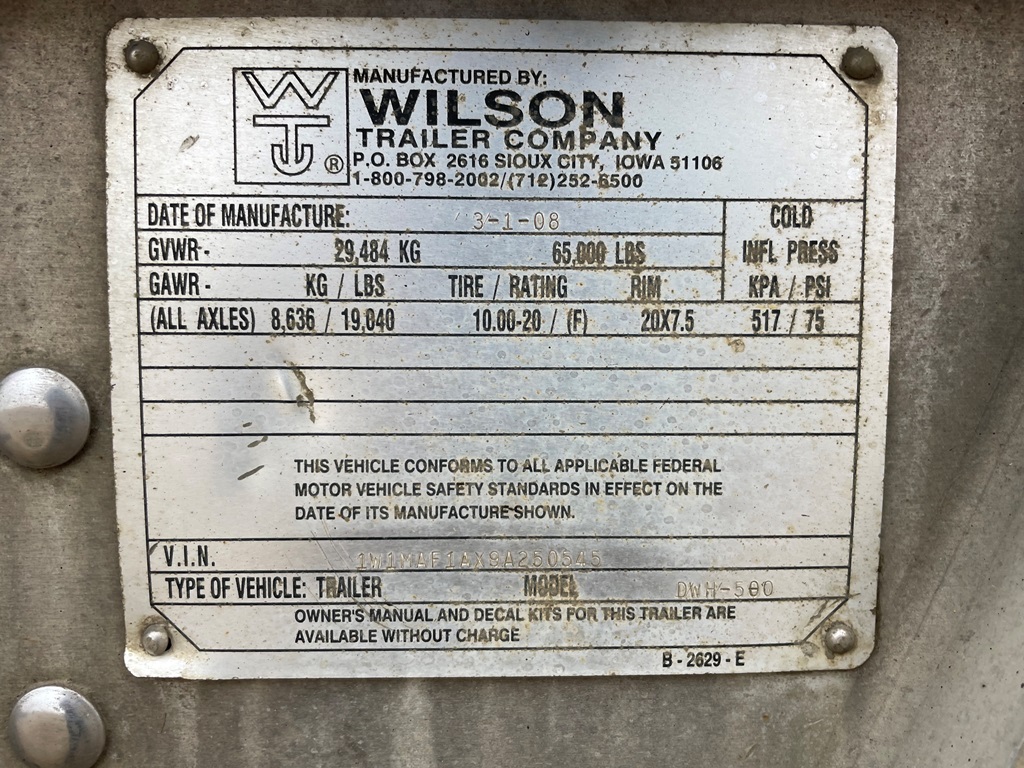 WT ®
MANUFACTURED BY:
WILSON
TRAILER COMPANY
P.O. BOX 2616 SIOUX CITY, IOWA 51106
1-800-798-2002/(712)252-6500
DATE OF MANUFACTURE: 3-1-08 COLD
GVWR- 29,484 KG 65,000 LBS INFL PRESS
GAWR - KG / LBS TIRE / RATING RIM KPA / PSI
(ALL AXLES) 8,636 / 19,040 10.00-20 / (F) 20X7.5 517 / 75
THIS VEHICLE CONFORMS TO ALL APPLICABLE FEDERAL
MOTOR VEHICLE SAFETY STANDARDS IN EFFECT ON THE
DATE OF ITS MANUFACTURE SHOWN.
V.I.N. 1W1MAF1AX9A250545
TYPE OF VEHICLE: TRAILER MODEL DWH-500
OWNER'S MANUAL AND DECAL KITS FOR THIS TRAILER ARE
AVAILABLE WITHOUT CHARGE
B - 2629 - E